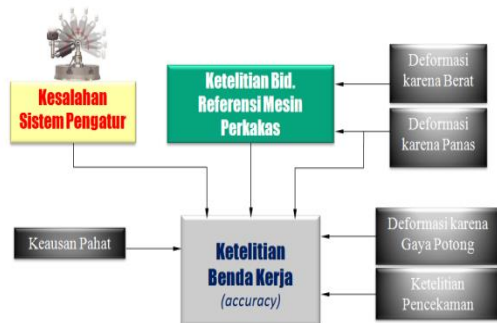 Kesalahan
Sistem Pengatur
Ketelitian Bid.
Referensi Mesin
Perkakas
Deformasi
karena Berat
Deformasi
karena Panas
Keausan Pahat
Ketelitian
Benda Kerja
(accuracy)
Deformasi karena
Gaya Potong
Ketelitian
Pencekaman